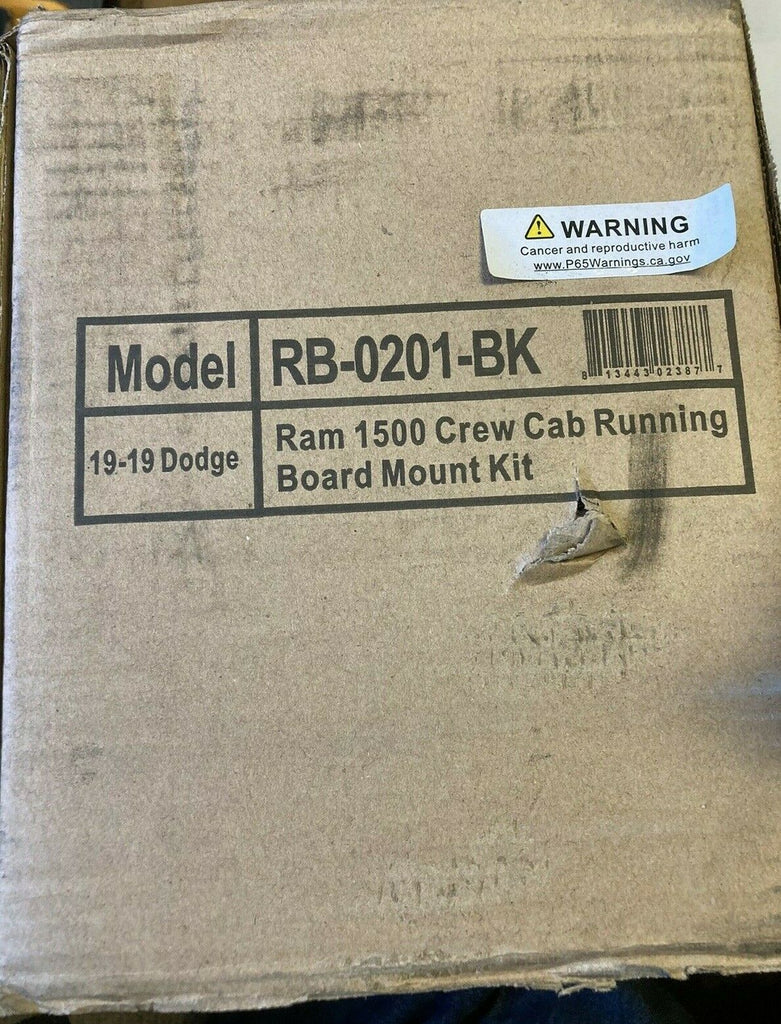 WARNING
Cancer and reproductive harm
www.P65Warnings.ca.gov
Model RB-0201-BK
8 13443 02387 7
19-19 Dodge
Ram 1500 Crew Cab Running
Board Mount Kit